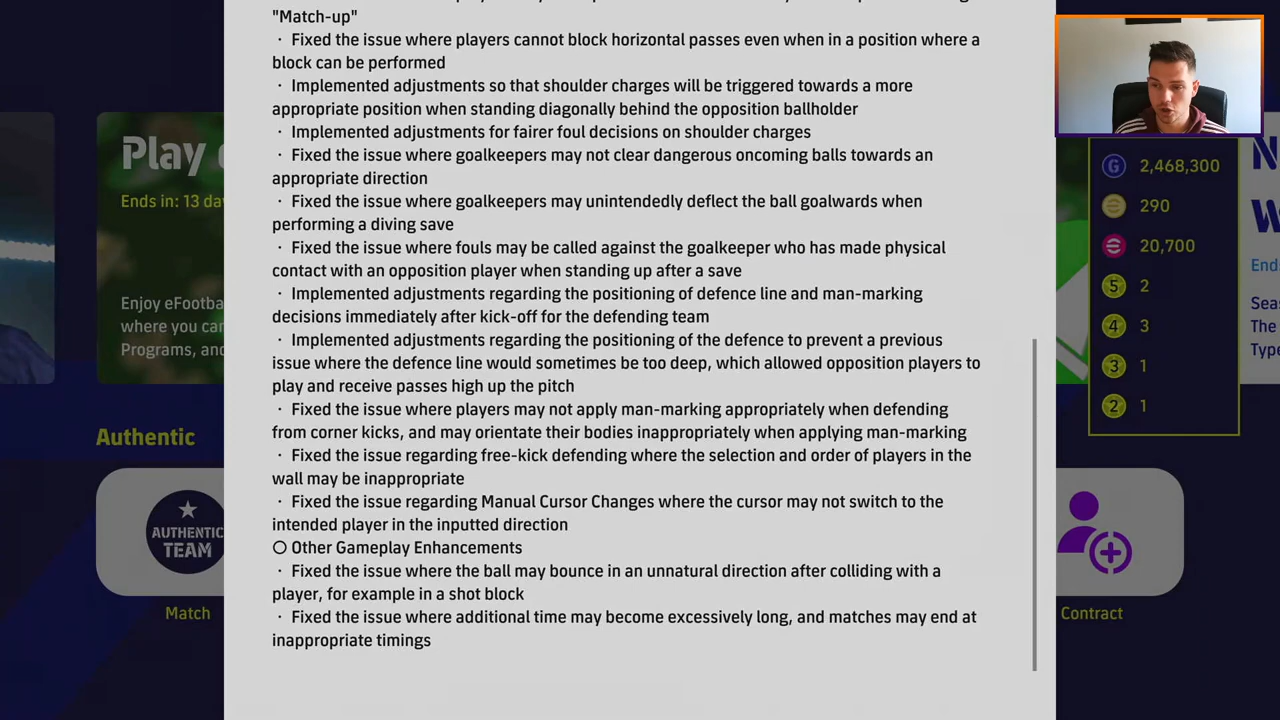 "Match-up"
· Fixed the issue where players cannot block horizontal passes even when in a position where a
block can be performed
· Implemented adjustments so that shoulder charges will be triggered towards a more
appropriate position when standing diagonally behind the opposition ballholder
· Implemented adjustments for fairer foul decisions on shoulder charges
· Fixed the issue where goalkeepers may not clear dangerous oncoming balls towards an
appropriate direction
· Fixed the issue where goalkeepers may unintendedly deflect the ball goalwards when
performing a diving save
· Fixed the issue where fouls may be called against the goalkeeper who has made physical
contact with an opposition player when standing up after a save
· Implemented adjustments regarding the positioning of defence line and man-marking
decisions immediately after kick-off for the defending team
· Implemented adjustments regarding the positioning of the defence to prevent a previous
issue where the defence line would sometimes be too deep, which allowed opposition players to
play and receive passes high up the pitch
· Fixed the issue where players may not apply man-marking appropriately when defending
from corner kicks, and may orientate their bodies inappropriately when applying man-marking
· Fixed the issue regarding free-kick defending where the selection and order of players in the
wall may be inappropriate
· Fixed the issue regarding Manual Cursor Changes where the cursor may not switch to the
intended player in the inputted direction
○ Other Gameplay Enhancements
· Fixed the issue where the ball may bounce in an unnatural direction after colliding with a
player, for example in a shot block
· Fixed the issue where additional time may become excessively long, and matches may end at
inappropriate timings
Play
Ends in: 13
Enjoy
where you
Programs,
Authentic
AUTHENTIC
TEAM
Match
G 2,468,300
290
20,700
5 2
4 3
3 1
2 1
The
Contract